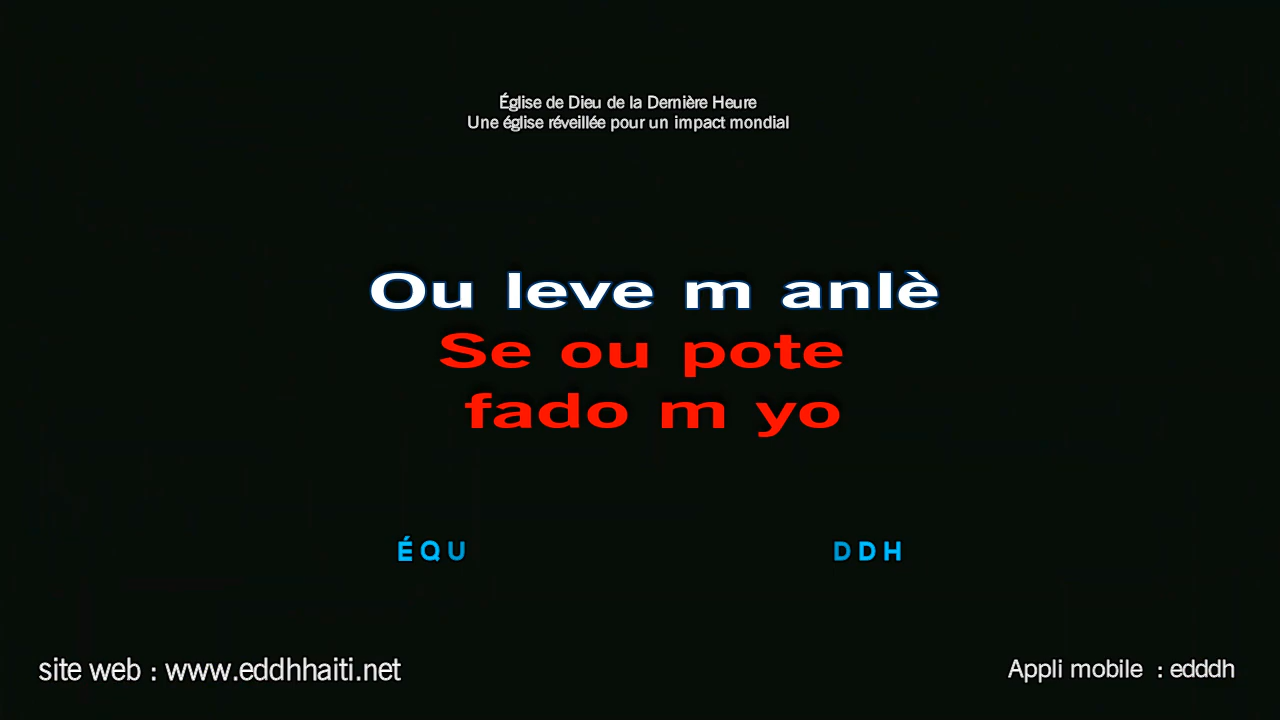 Église de Dieu de la Dernière Heure
Une église réveillée pour un impact mondial
Ou leve m anlè
Se ou pote
fado m yo
ÉQU DDH
site web : www.eddhhaiti.net
Appli mobile : edddh